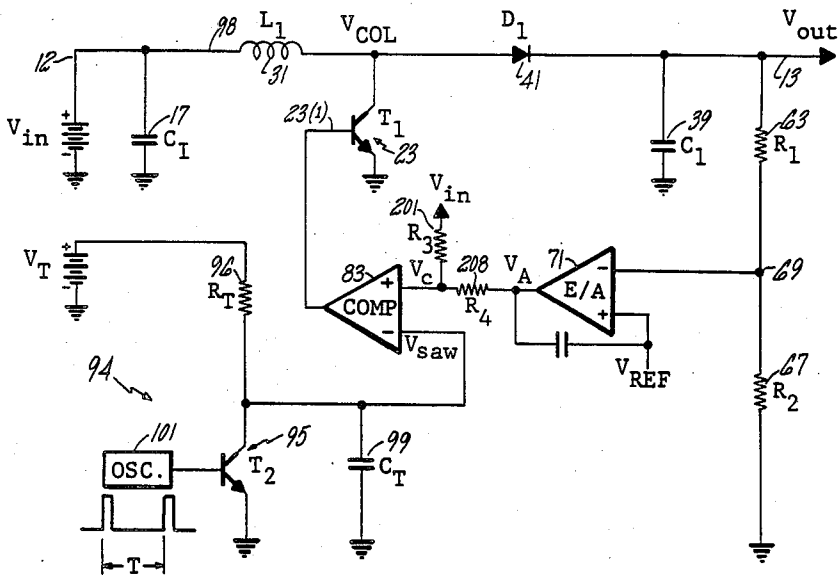 98
L1
VCOL
D1
Vout
12
31
41
13
17
CI
23(1)
T1
39
C1
63
R1
Vin
+
-
23
Vin
201
R3
VT
+
-
96
RT
83
Vc
208
VA
71
-
69
+
COMP
R4
E/A
+
-
Vsaw
VREF
67
R2
94
101
95
99
OSC.
T2
CT
T